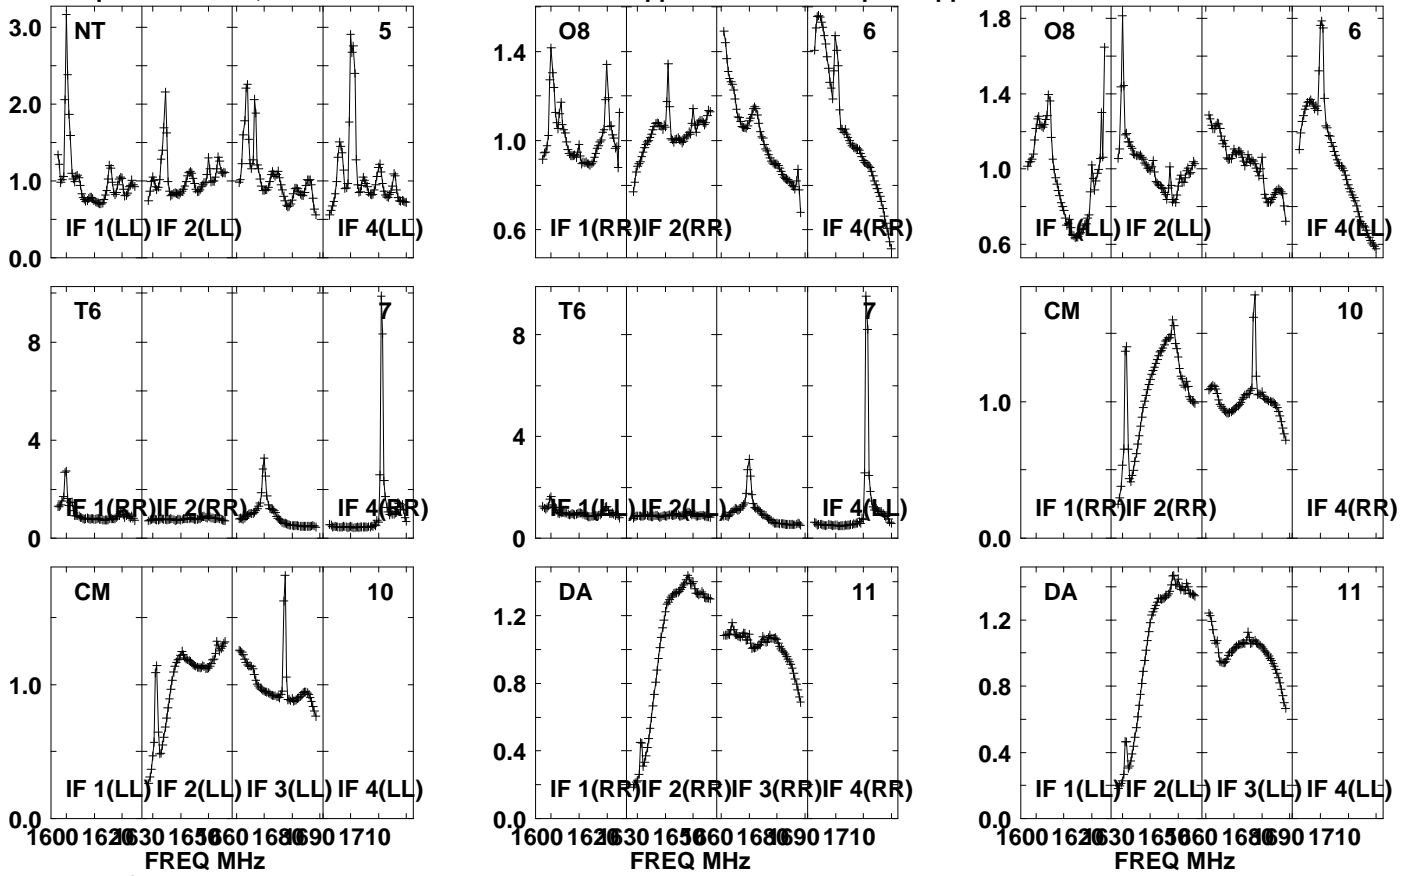 NT 5
3.0
2.0
1.0
0.0
IF 1(LL) IF 2(LL) IF 4(LL)
O8 6
1.4
1.0
0.6
IF 1(RR) IF 2(RR) IF 4(RR)
O8 6
1.8
1.4
1.0
0.6
IF 1(LL) IF 2(LL) IF 4(LL)
T6 7
8
4
0
IF 1(RR) IF 2(RR) IF 4(RR)
T6 7
8
4
0
IF 1(LL) IF 2(LL) IF 4(LL)
CM 10
1.0
0.0
IF 1(RR) IF 2(RR) IF 4(RR)
CM 10
1.0
0.0
IF 1(LL) IF 2(LL) IF 3(LL) IF 4(LL)
1600 1620 1630 1650 1660 1680 1690 1710
FREQ MHz
DA 11
1.2
0.8
0.4
0.0
IF 1(RR) IF 2(RR) IF 3(RR) IF 4(RR)
1600 1620 1630 1650 1660 1680 1690 1710
FREQ MHz
DA 11
1.2
0.8
0.4
0.0
IF 1(LL) IF 2(LL) IF 3(LL) IF 4(LL)
1600 1620 1630 1650 1660 1680 1690 1710
FREQ MHz